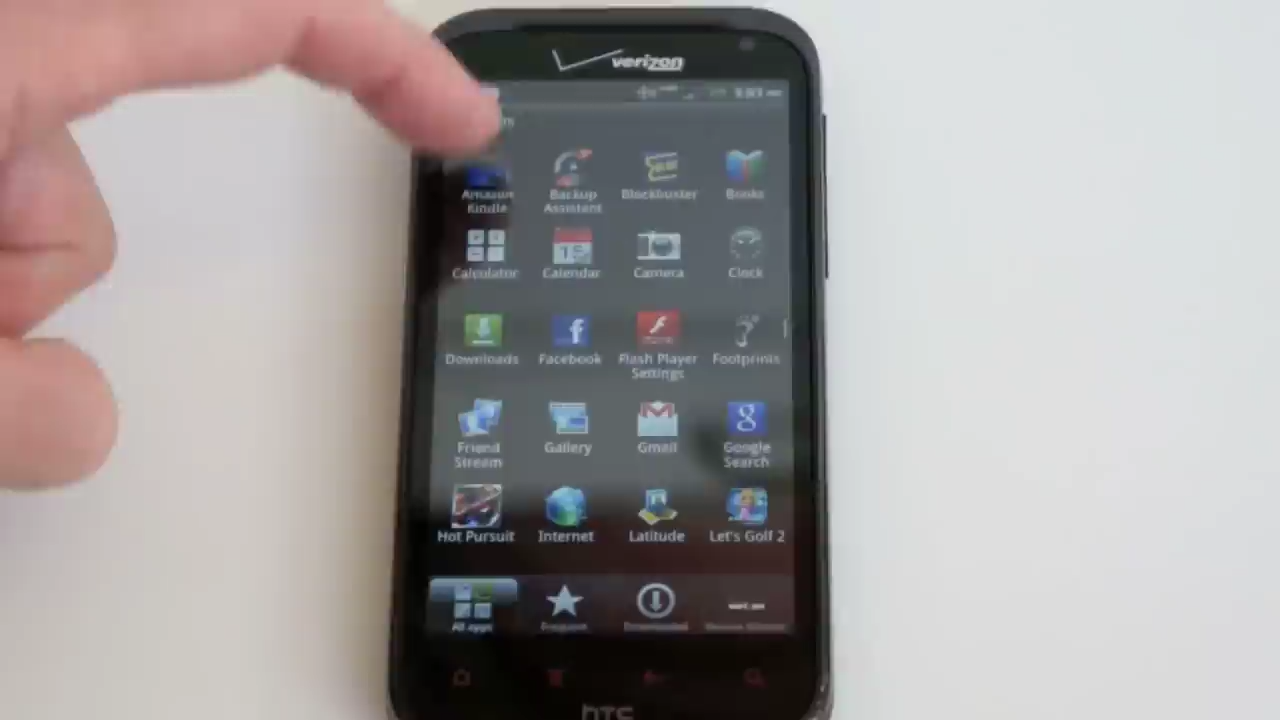 verizon
Amazon Backup Blockbuster Books
Kindle Assistant
Calculator Calendar Camera Clock
15
Downloads Facebook Flash Player Footprints
Settings
Friend Gallery Gmail Google
Stream Search
Hot Pursuit Internet Latitude Let's Golf 2
All apps
hTC